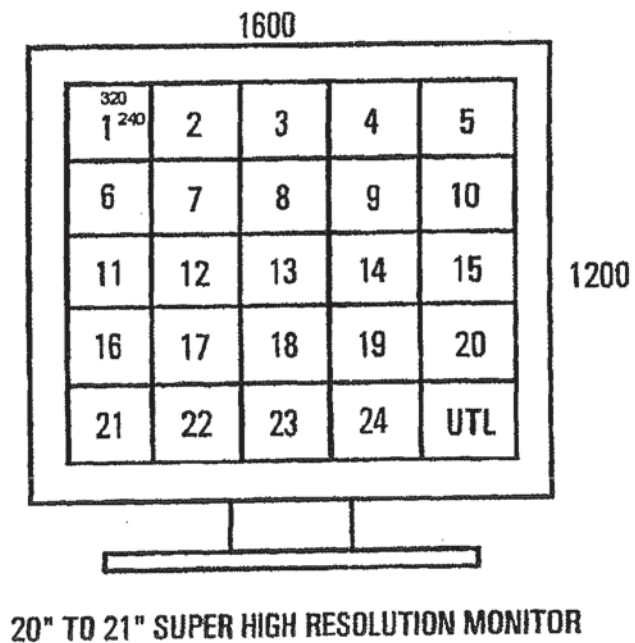 1600
320
1 240 2 3 4 5
6 7 8 9 10
1200
11 12 13 14 15
16 17 18 19 20
21 22 23 24 UTL
20" TO 21" SUPER HIGH RESOLUTION MONITOR